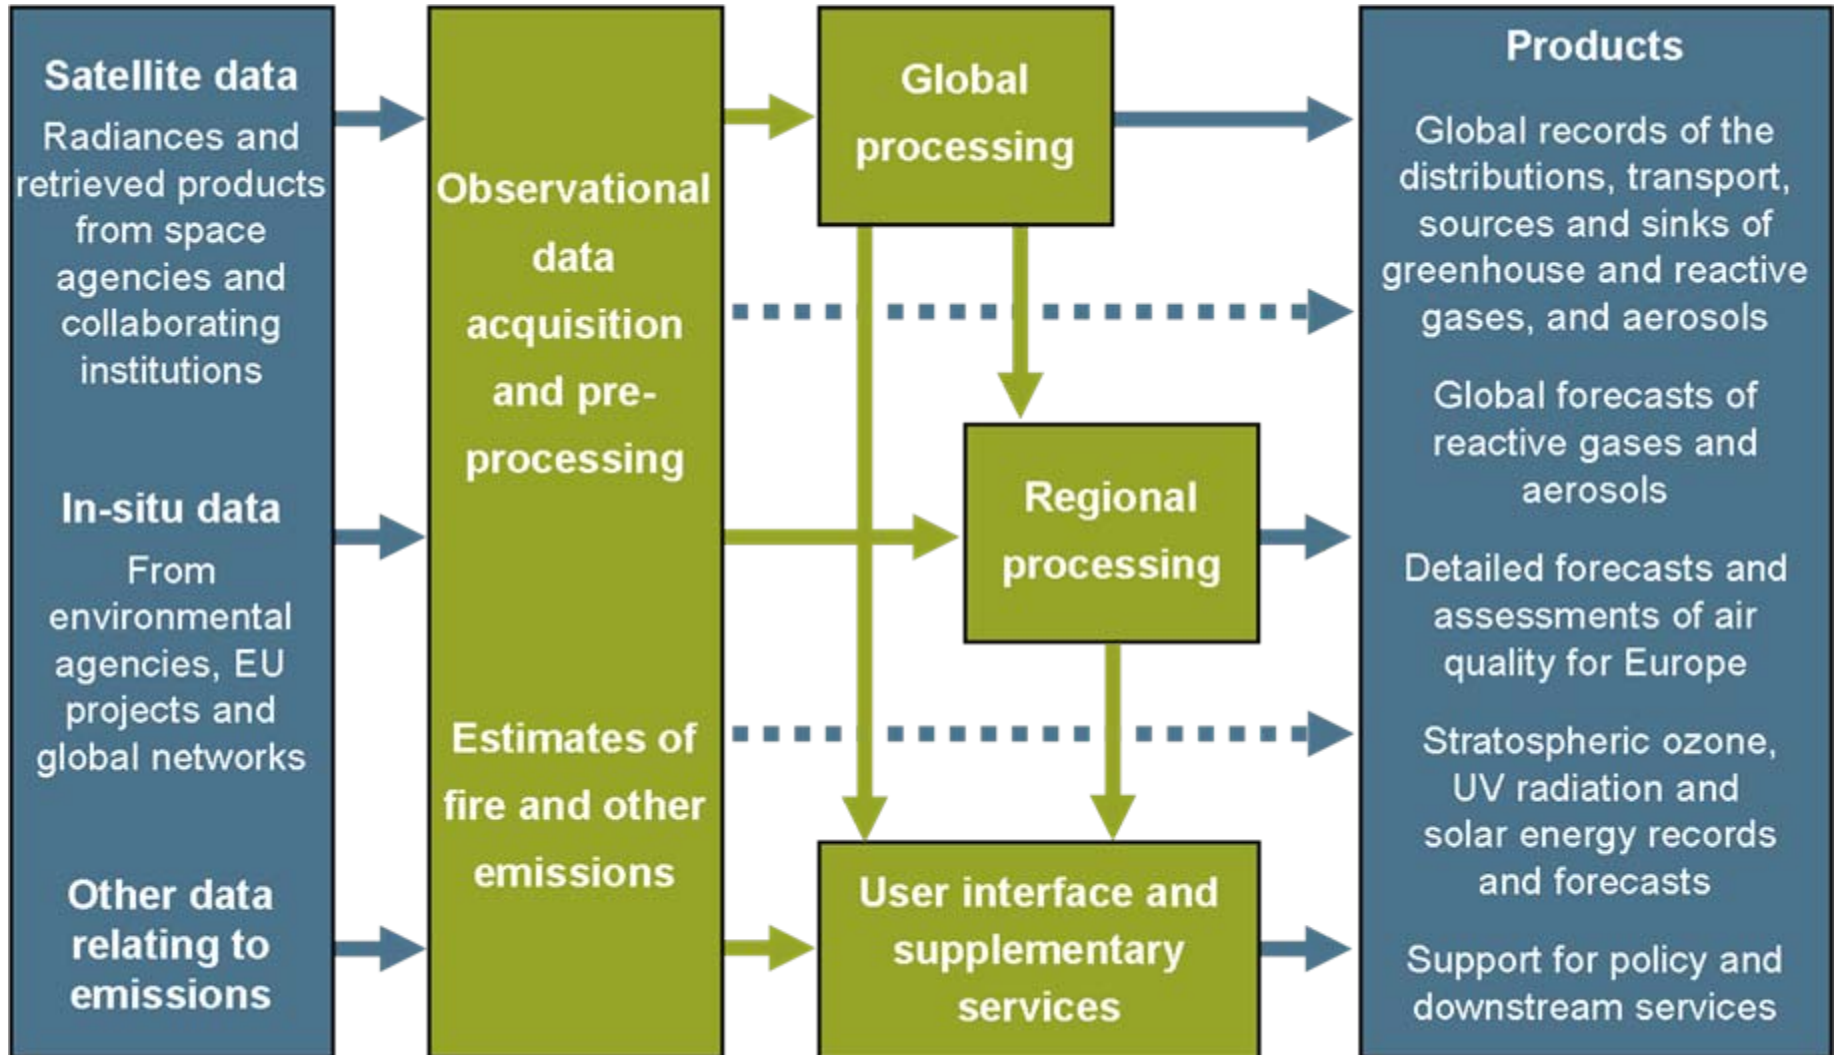 Satellite data
Radiances and
retrieved products
from space
agencies and
collaborating
institutions
In-situ data
From
environmental
agencies, EU
projects and
global networks
Other data
relating to
emissions
Observational
data
acquisition
and pre-
processing
Estimates of
fire and other
emissions
Global
processing
Regional
processing
User interface and
supplementary
services
Products
Global records of the
distributions, transport,
sources and sinks of
greenhouse and reactive
gases, and aerosols
Global forecasts of
reactive gases and
aerosols
Detailed forecasts and
assessments of air
quality for Europe
Stratospheric ozone,
UV radiation and
solar energy records
and forecasts
Support for policy and
downstream services